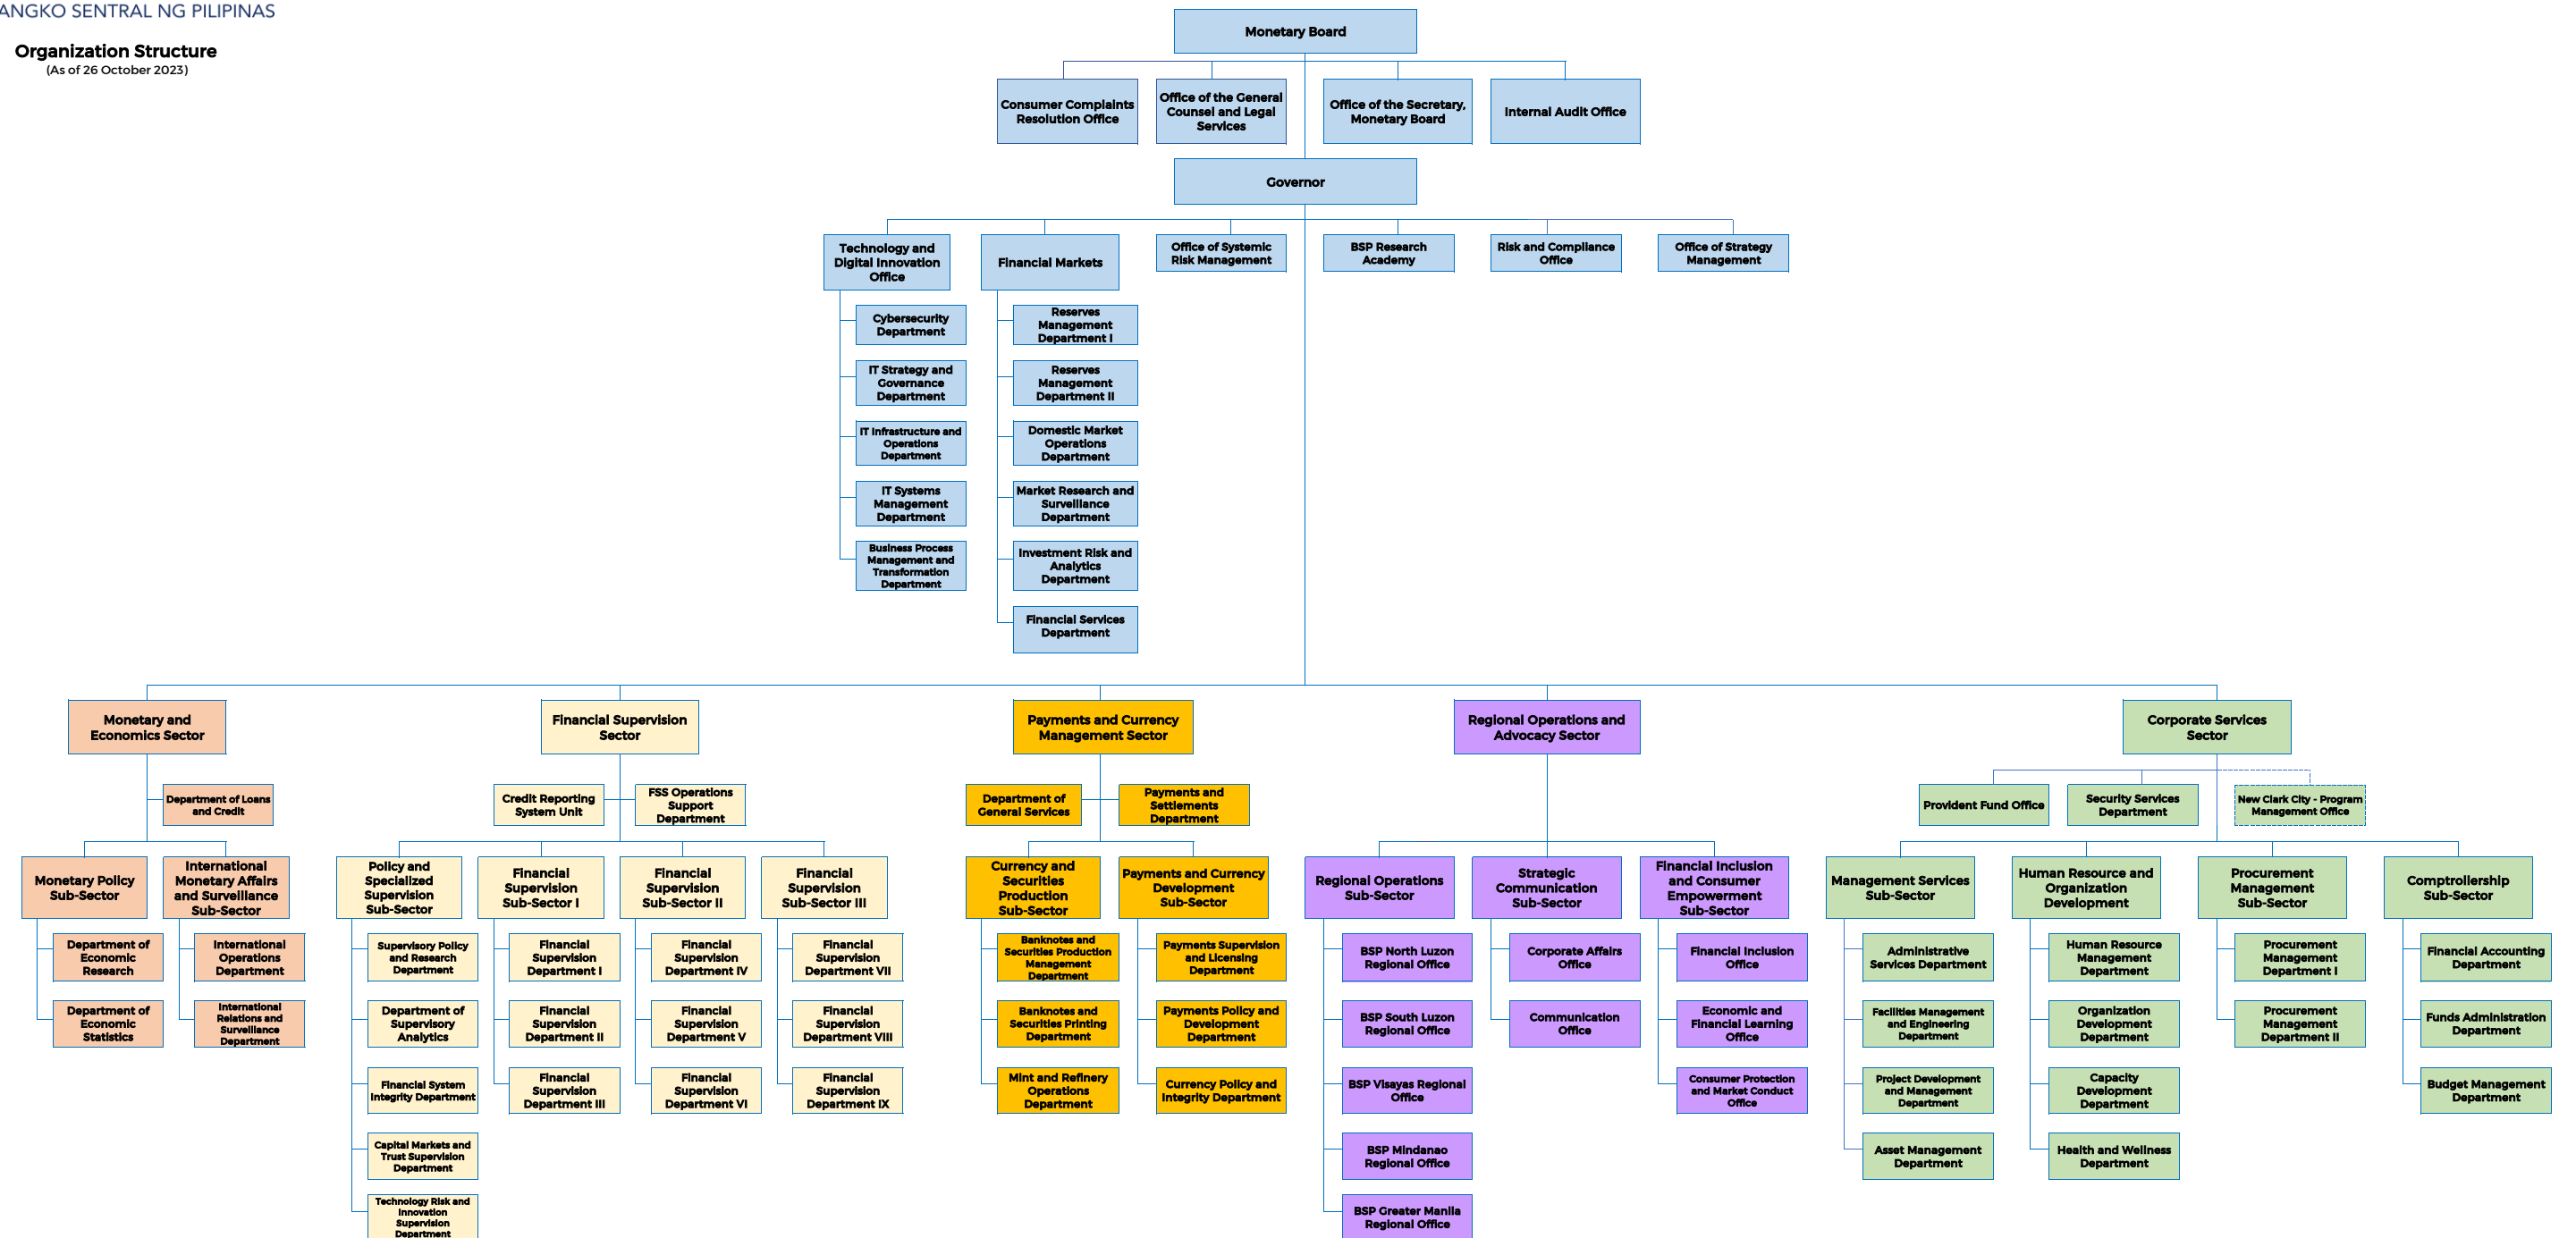 ANGKO SENTRAL NG PILIPINAS
Organization Structure
(As of 26 October 2023)
Monetary Board
Consumer Complaints
Resolution Office
Office of the General
Counsel and Legal
Services
Office of the Secretary,
Monetary Board
Internal Audit Office
Governor
Technology and
Digital Innovation
Office
Financial Markets
Office of Systemic
Risk Management
BSP Research
Academy
Risk and Compliance
Office
Office of Strategy
Management
Cybersecurity
Department
IT Strategy and
Governance
Department
IT Infrastructure and
Operations
Department
IT Systems
Management
Department
Business Process
Management and
Transformation
Department
Reserves
Management
Department I
Reserves
Management
Department II
Domestic Market
Operations
Department
Market Research and
Surveillance
Department
Investment Risk and
Analytics
Department
Financial Services
Department
Monetary and
Economics Sector
Department of Loans
and Credit
Monetary Policy
Sub-Sector
Department of
Economic
Research
Department of
Economic
Statistics
International
Monetary Affairs
and Surveillance
Sub-Sector
International
Operations
Department
International
Relations and
Surveillance
Department
Financial Supervision
Sector
Credit Reporting
System Unit
FSS Operations
Support
Department
Policy and
Specialized
Supervision
Sub-Sector
Supervisory Policy
and Research
Department
Department of
Supervisory
Analytics
Financial System
Integrity Department
Capital Markets and
Trust Supervision
Department
Technology Risk and
Innovation
Supervision
Department
Financial
Supervision
Sub-Sector I
Financial
Supervision
Department I
Financial
Supervision
Department II
Financial
Supervision
Department III
Financial
Supervision
Sub-Sector II
Financial
Supervision
Department IV
Financial
Supervision
Department V
Financial
Supervision
Department VI
Financial
Supervision
Sub-Sector III
Financial
Supervision
Department VII
Financial
Supervision
Department VIII
Financial
Supervision
Department IX
Payments and Currency
Management Sector
Department of
General Services
Payments and
Settlements
Department
Currency and
Securities
Production
Sub-Sector
Banknotes and
Securities Production
Management
Department
Banknotes and
Securities Printing
Department
Mint and Refinery
Operations
Department
Payments and Currency
Development
Sub-Sector
Payments Supervision
and Licensing
Department
Payments Policy and
Development
Department
Currency Policy and
Integrity Department
Regional Operations and
Advocacy Sector
Regional Operations
Sub-Sector
BSP North Luzon
Regional Office
BSP South Luzon
Regional Office
BSP Visayas Regional
Office
BSP Mindanao
Regional Office
BSP Greater Manila
Regional Office
Strategic
Communication
Sub-Sector
Corporate Affairs
Office
Communication
Office
Financial Inclusion
and Consumer
Empowerment
Sub-Sector
Financial Inclusion
Office
Economic and
Financial Learning
Office
Consumer Protection
and Market Conduct
Office
Corporate Services
Sector
Provident Fund Office
Security Services
Department
New Clark City - Program
Management Office
Management Services
Sub-Sector
Administrative
Services Department
Facilities Management
and Engineering
Department
Project Development
and Management
Department
Asset Management
Department
Human Resource and
Organization
Development
Human Resource
Management
Department
Organization
Development
Department
Capacity
Development
Department
Health and Wellness
Department
Procurement
Management
Sub-Sector
Procurement
Management
Department I
Procurement
Management
Department II
Comptrollership
Sub-Sector
Financial Accounting
Department
Funds Administration
Department
Budget Management
Department